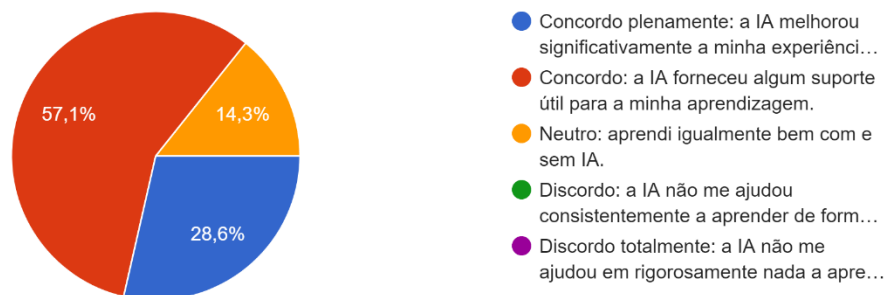 57,1%
14,3%
28,6%
Concordo plenamente: a IA melhorou
significativamente a minha experiênci…
Concordo: a IA forneceu algum suporte
útil para a minha aprendizagem.
Neutro: aprendi igualmente bem com e
sem IA.
Discordo: a IA não me ajudou
consistentemente a aprender de form…
Discordo totalmente: a IA não me
ajudou em rigorosamente nada a apre…